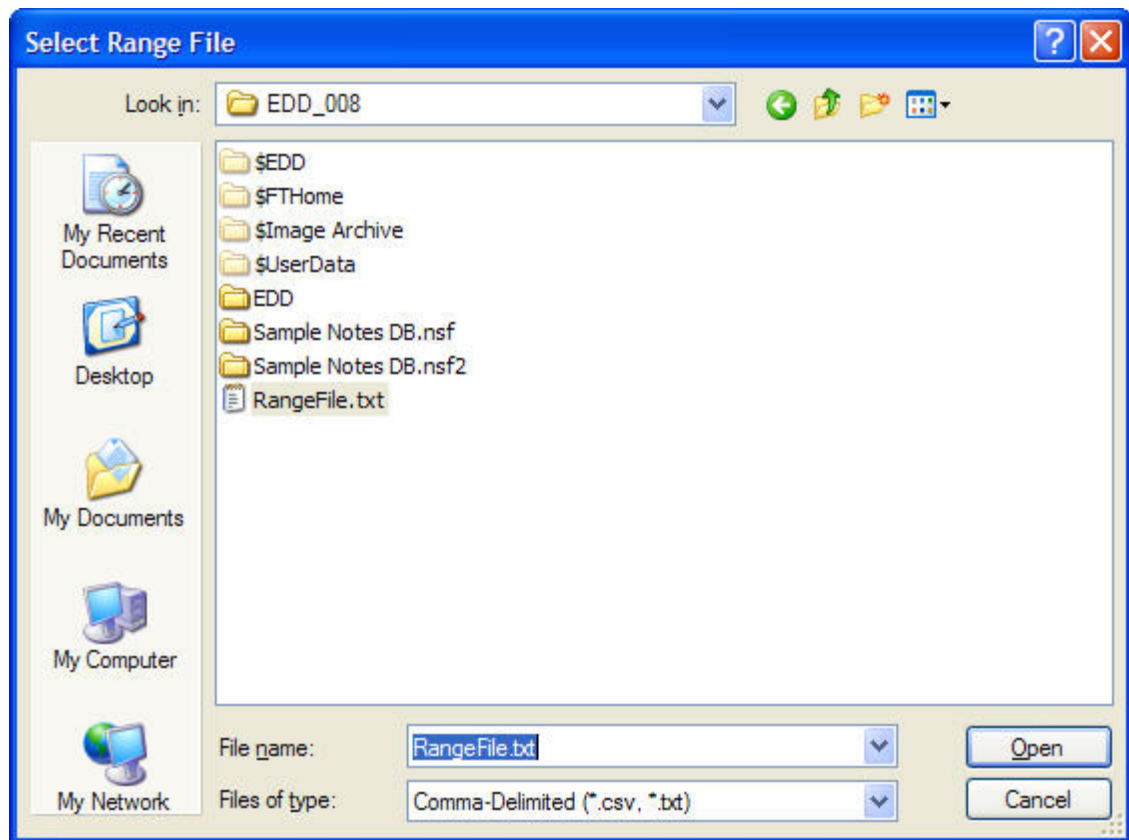 Select Range File
Look in:
EDD_008
My Recent
Documents
Desktop
My Documents
My Computer
My Network
$EDD
$FTHome
$Image Archive
$UserData
EDD
Sample Notes DB.nsf
Sample Notes DB.nsf2
RangeFile.txt
File name:
RangeFile.txt
Open
Files of type:
Comma-Delimited (*.csv, *.txt)
Cancel